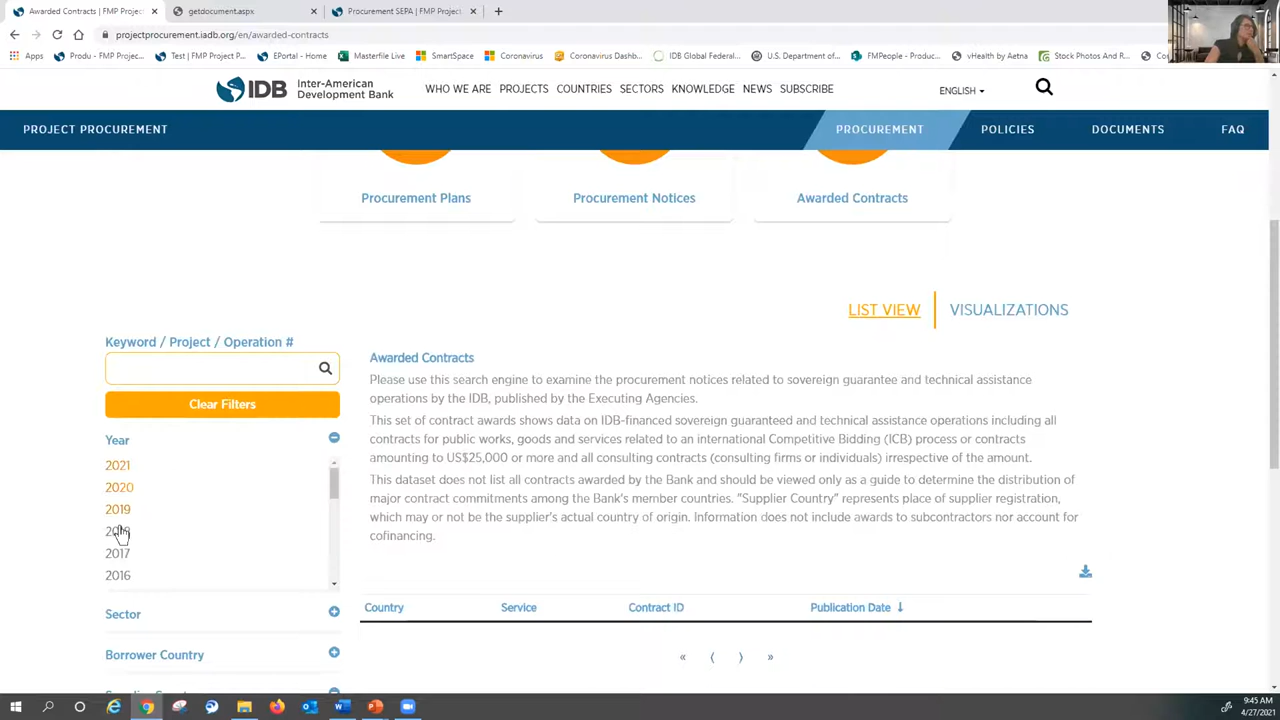 Awarded Contracts | FMP Project
getdocument.aspx
Procurement SEPA | FMP Project
projectprocurement.iadb.org/en/awarded-contracts
Apps
Produ - FMP Projec...
Test | FMP Project P...
EPortal - Home
Masterfile Live
SmartSpace
Coronavirus
Coronavirus Dashb...
IDB Global Federal...
U.S. Department of...
FMPeople - Produc...
vHealth by Aetna
Stock Photos And R...
IDB
Inter-American
Development Bank
WHO WE ARE PROJECTS COUNTRIES SECTORS KNOWLEDGE NEWS SUBSCRIBE
ENGLISH
PROJECT PROCUREMENT
PROCUREMENT
POLICIES
DOCUMENTS
FAQ
Procurement Plans
Procurement Notices
Awarded Contracts
LIST VIEW
VISUALIZATIONS
Keyword / Project / Operation #
Clear Filters
Year
2021
2020
2019
2017
2016
Sector
Borrower Country
Awarded Contracts
Please use this search engine to examine the procurement notices related to sovereign guarantee and technical assistance
operations by the IDB, published by the Executing Agencies.
This set of contract awards shows data on IDB-financed sovereign guaranteed and technical assistance operations including all
contracts for public works, goods and services related to an international Competitive Bidding (ICB) process or contracts
amounting to US$25,000 or more and all consulting contracts (consulting firms or individuals) irrespective of the amount.
This dataset does not list all contracts awarded by the Bank and should be viewed only as a guide to determine the distribution of
major contract commitments among the Bank's member countries. "Supplier Country" represents place of supplier registration,
which may or not be the supplier's actual country of origin. Information does not include awards to subcontractors nor account for
cofinancing.
Country
Service
Contract ID
Publication Date ↓
« ⟨ ⟩ »
9:45 AM
4/27/2021